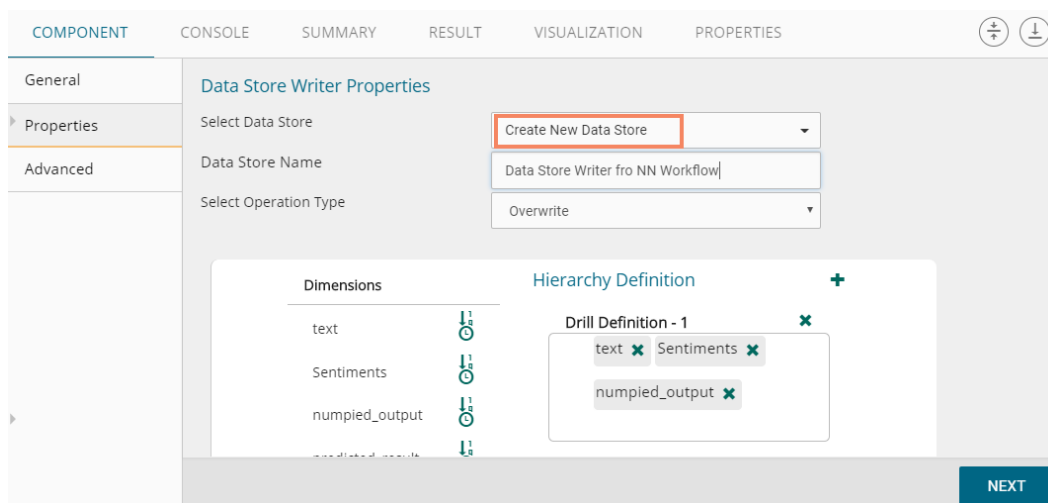 COMPONENT CONSOLE SUMMARY RESULT VISUALIZATION PROPERTIES
General
Properties
Advanced
Data Store Writer Properties
Select Data Store Create New Data Store
Data Store Name Data Store Writer fro NN Workflow
Select Operation Type Overwrite
Dimensions
text
Sentiments
numpied_output
predicted_result
Hierarchy Definition
Drill Definition - 1
text Sentiments
numpied_output
NEXT